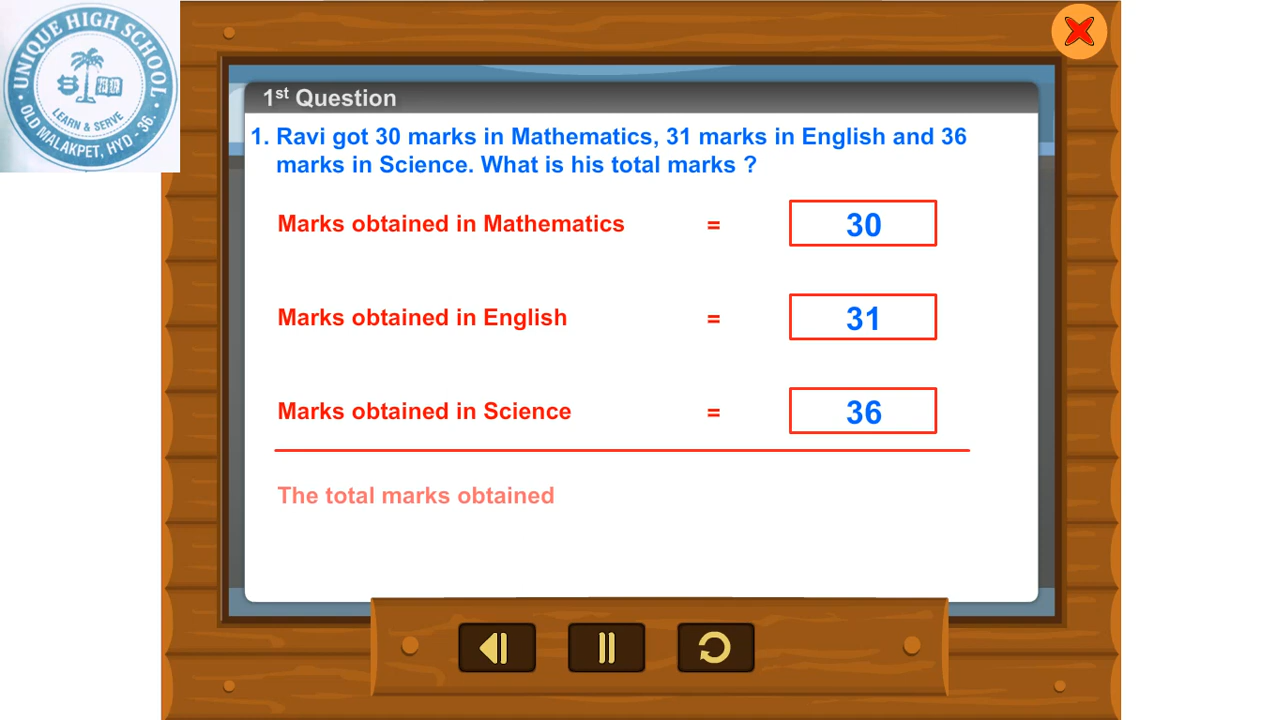 UNIQUE HIGH SCHOOL
LEARN & SERVE
OLD MALAKPET, HYD - 36.
1st Question
1. Ravi got 30 marks in Mathematics, 31 marks in English and 36
marks in Science. What is his total marks ?
Marks obtained in Mathematics = 30
Marks obtained in English = 31
Marks obtained in Science = 36
The total marks obtained